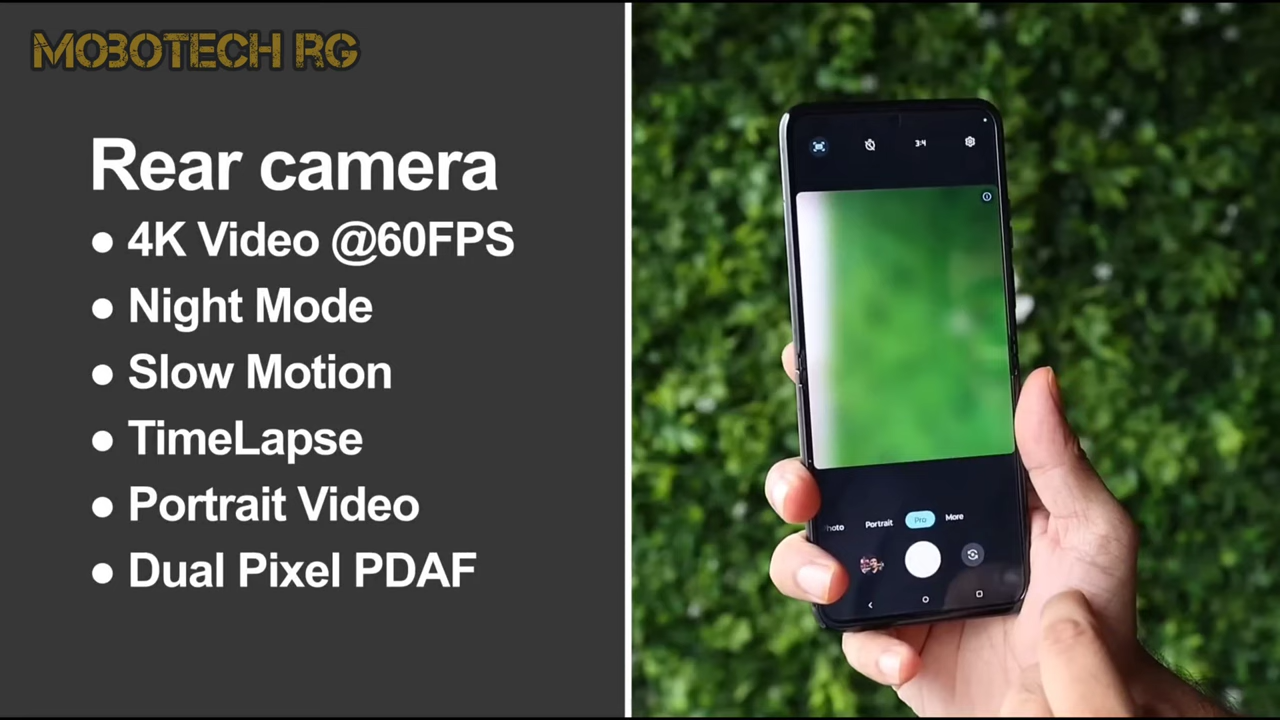 MOBOTECH RG
Rear camera
● 4K Video @60FPS
● Night Mode
● Slow Motion
● TimeLapse
● Portrait Video
● Dual Pixel PDAF
3:4
hoto Portrait Pro More